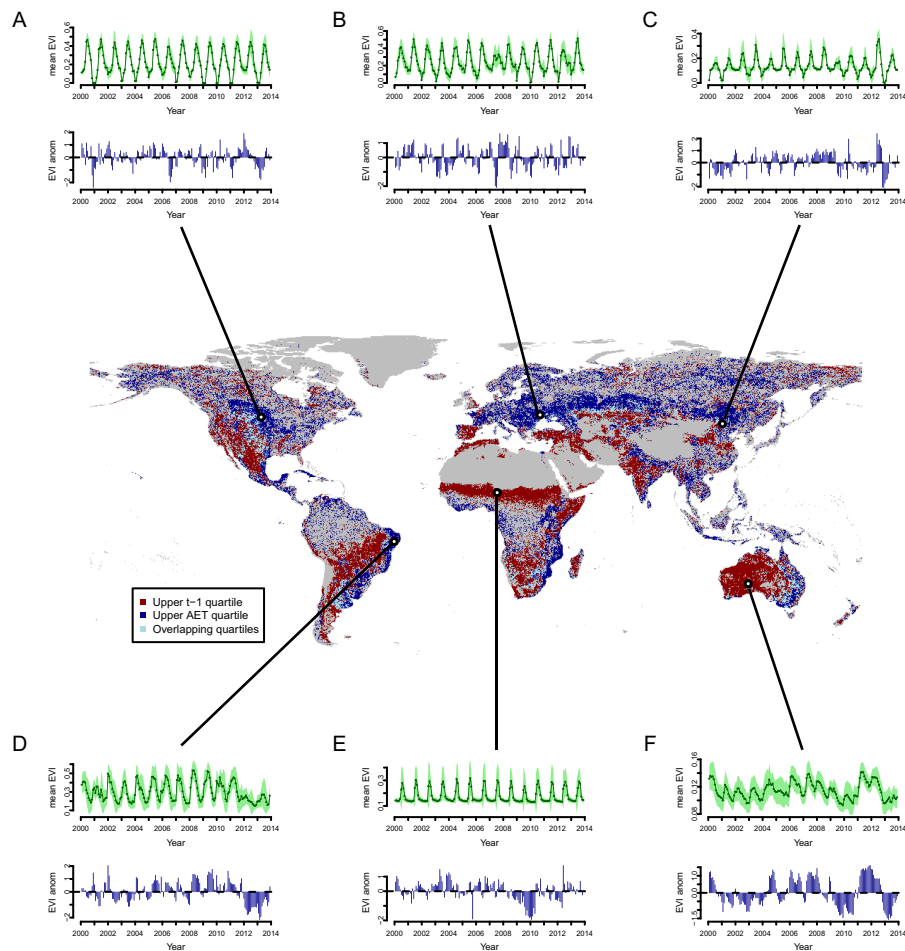 A
mean EVI
0.0 0.2 0.4 0.6
2000 2002 2004 2006 2008 2010 2012 2014
Year
EVI anom
−2 0 2
2000 2002 2004 2006 2008 2010 2012 2014
Year
B
mean EVI
0.0 0.2 0.4 0.6
2000 2002 2004 2006 2008 2010 2012 2014
Year
EVI anom
−2 0
2000 2002 2004 2006 2008 2010 2012 2014
Year
C
mean EVI
0.0 0.2 0.4
2000 2002 2004 2006 2008 2010 2012 2014
Year
EVI anom
−2 0 2
2000 2002 2004 2006 2008 2010 2012 2014
Year
Upper t−1 quartile
Upper AET quartile
Overlapping quartiles
D
mean EVI
0.1 0.3 0.5
2000 2002 2004 2006 2008 2010 2012 2014
Year
EVI anom
−2 0 2
2000 2002 2004 2006 2008 2010 2012 2014
Year
E
mean EVI
0.1 0.3
2000 2002 2004 2006 2008 2010 2012 2014
Year
EVI anom
−2 0 2
2000 2002 2004 2006 2008 2010 2012 2014
Year
F
mean EVI
0.08 0.12 0.16
2000 2002 2004 2006 2008 2010 2012 2014
Year
EVI anom
−1.5 0.0
2000 2002 2004 2006 2008 2010 2012 2014
Year